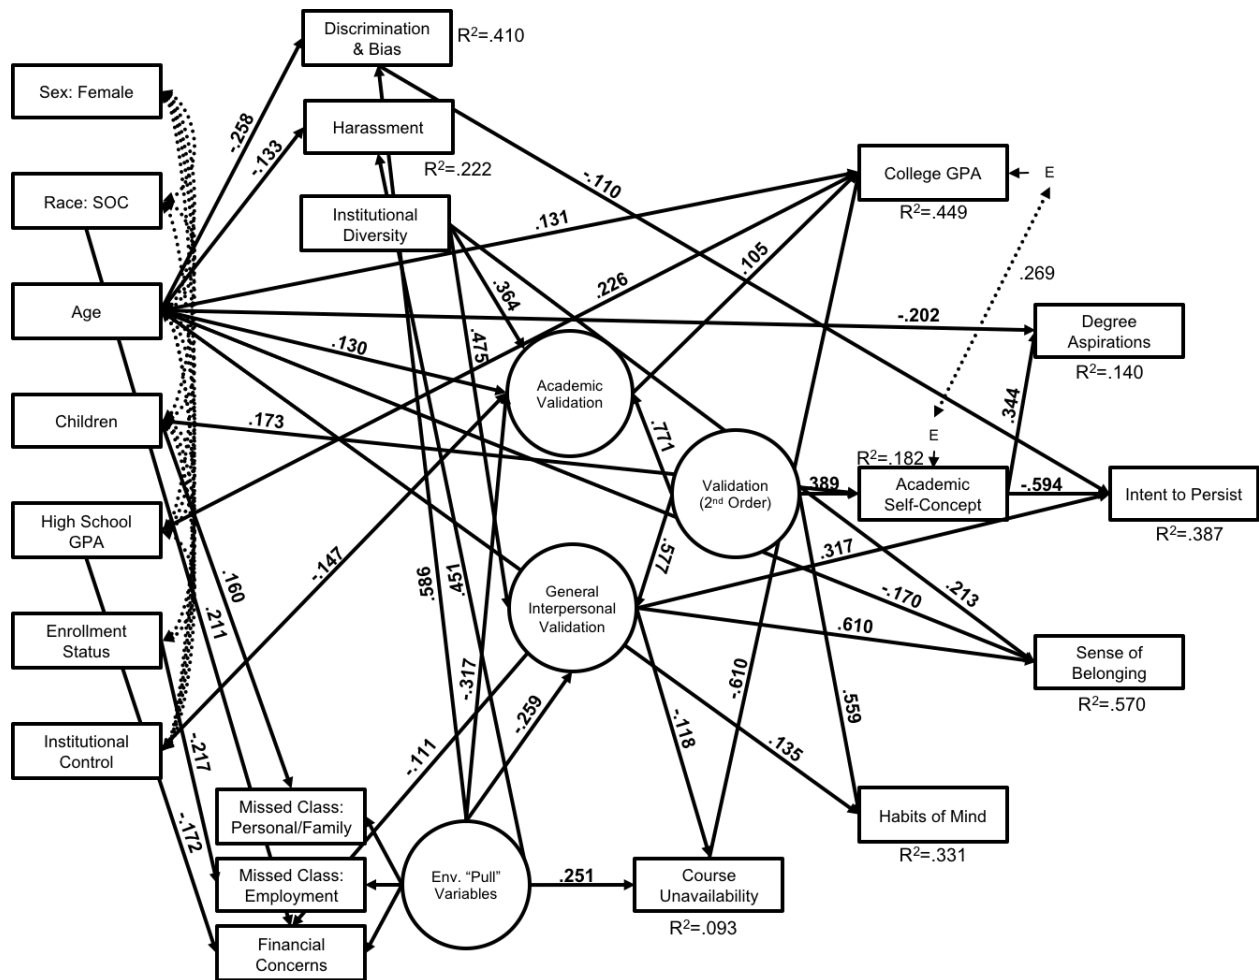 Discrimination
& Bias
R²=.410
Sex: Female
Harassment
R²=.222
-.258
-.133
-.110
College GPA
E
R²=.449
Race: SOC
Institutional
Diversity
.131
.105
.364
.226
.269
Age
-.202
Degree
Aspirations
R²=.140
.130
.475
Academic
Validation
.344
Children
.173
.771
E
R²=.182
Validation
(2nd Order)
.389
Academic
Self-Concept
-.594
Intent to Persist
R²=.387
High School
GPA
-.147
.577
.317
.160
.586
.451
General
Interpersonal
Validation
-.170
.213
.610
.211
Enrollment
Status
Sense of
Belonging
R²=.570
-.317
-.259
-.610
.559
-.118
.135
Institutional
Control
-.217
-.111
-.172
Missed Class:
Personal/Family
Habits of Mind
R²=.331
Missed Class:
Employment
Env. “Pull”
Variables
.251
Course
Unavailability
R²=.093
Financial
Concerns